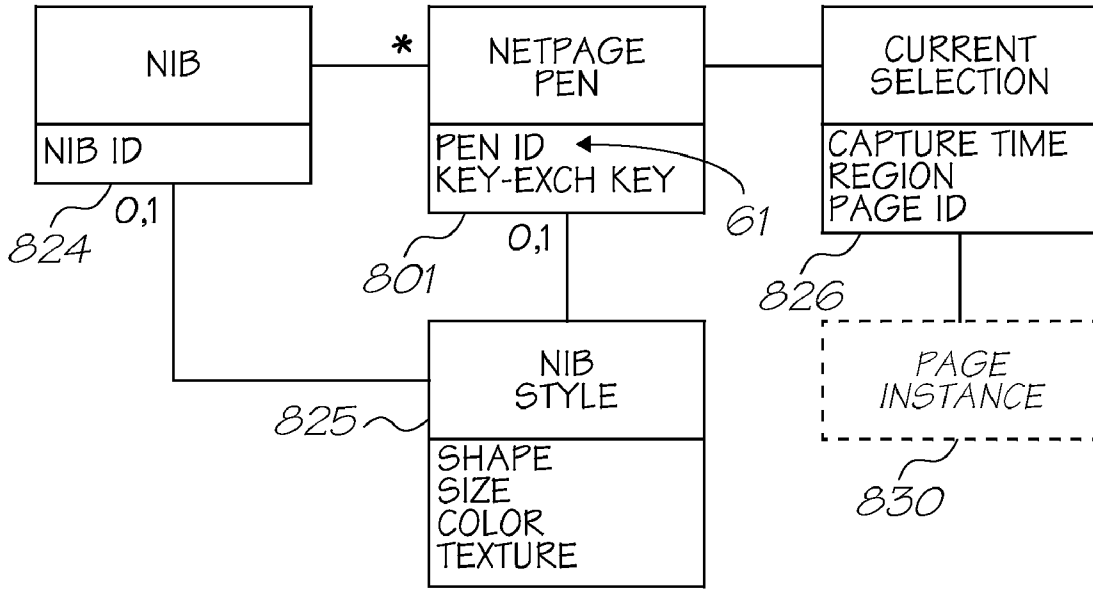 NIB
NIB ID
824
0,1
*
NETPAGE
PEN
PEN ID
KEY-EXCH KEY
61
801
0,1
CURRENT
SELECTION
CAPTURE TIME
REGION
PAGE ID
826
NIB
STYLE
825
SHAPE
SIZE
COLOR
TEXTURE
PAGE
INSTANCE
830